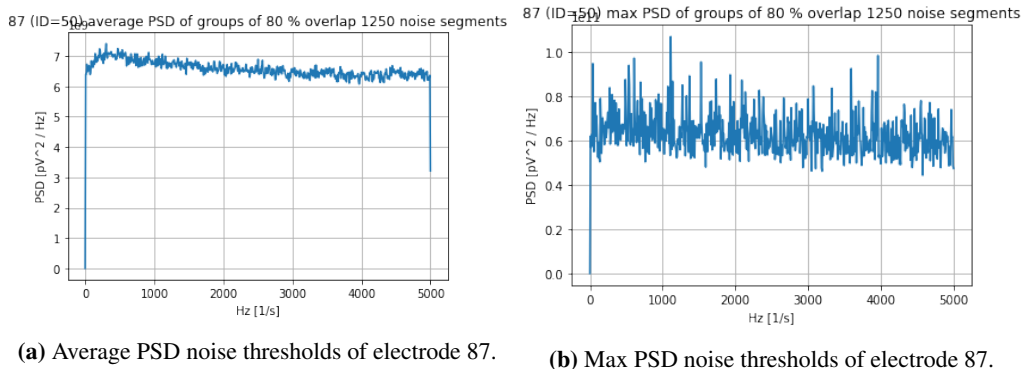 87 (ID=50) average PSD of groups of 80 % overlap 1250 noise segments
1e9
7
6
5
4
3
2
1
0
PSD [pV^2 / Hz]
0 1000 2000 3000 4000 5000
Hz [1/s]
(a) Average PSD noise thresholds of electrode 87.
87 (ID=50) max PSD of groups of 80 % overlap 1250 noise segments
1e11
1.0
0.8
0.6
0.4
0.2
0.0
PSD [pV^2 / Hz]
0 1000 2000 3000 4000 5000
Hz [1/s]
(b) Max PSD noise thresholds of electrode 87.